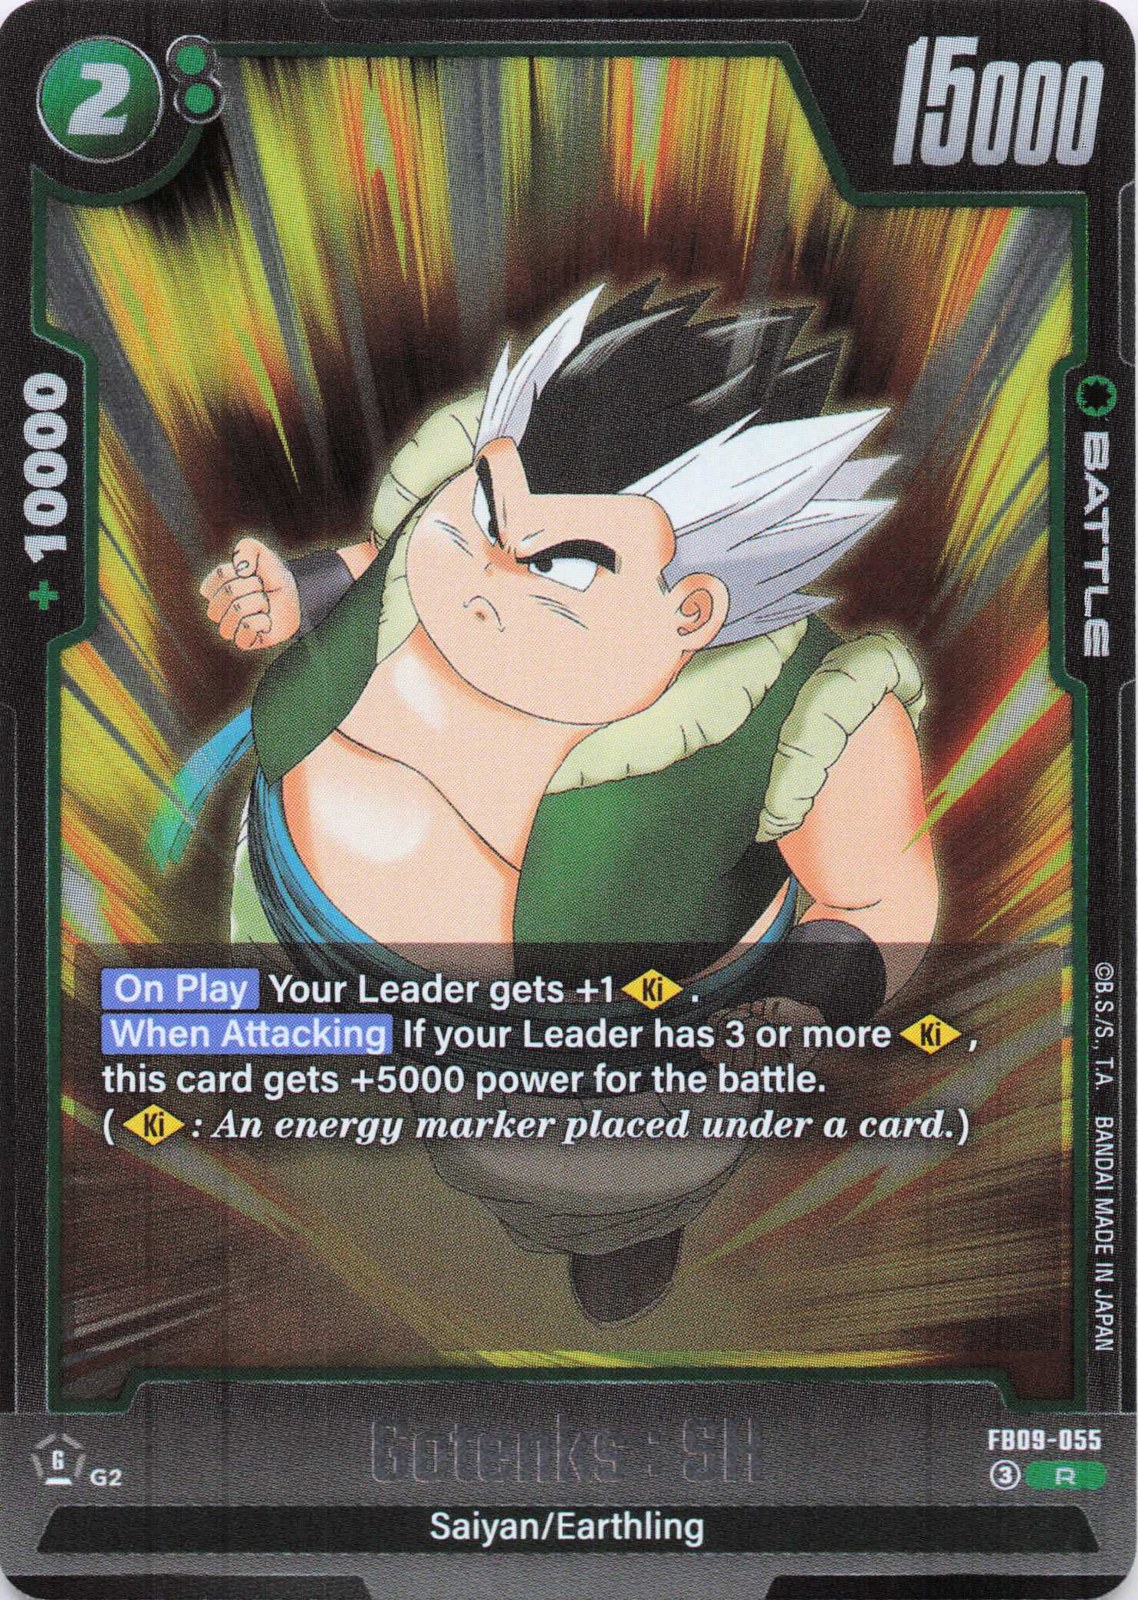 2
15000
+ 10000
BATTLE
On Play Your Leader gets +1 Ki.
When Attacking If your Leader has 3 or more Ki,
this card gets +5000 power for the battle.
(Ki: An energy marker placed under a card.)
©B.S./S., T.A BANDAI MADE IN JAPAN
Gotenks : SH
FB09-055
G
G2
3 R
Saiyan/Earthling